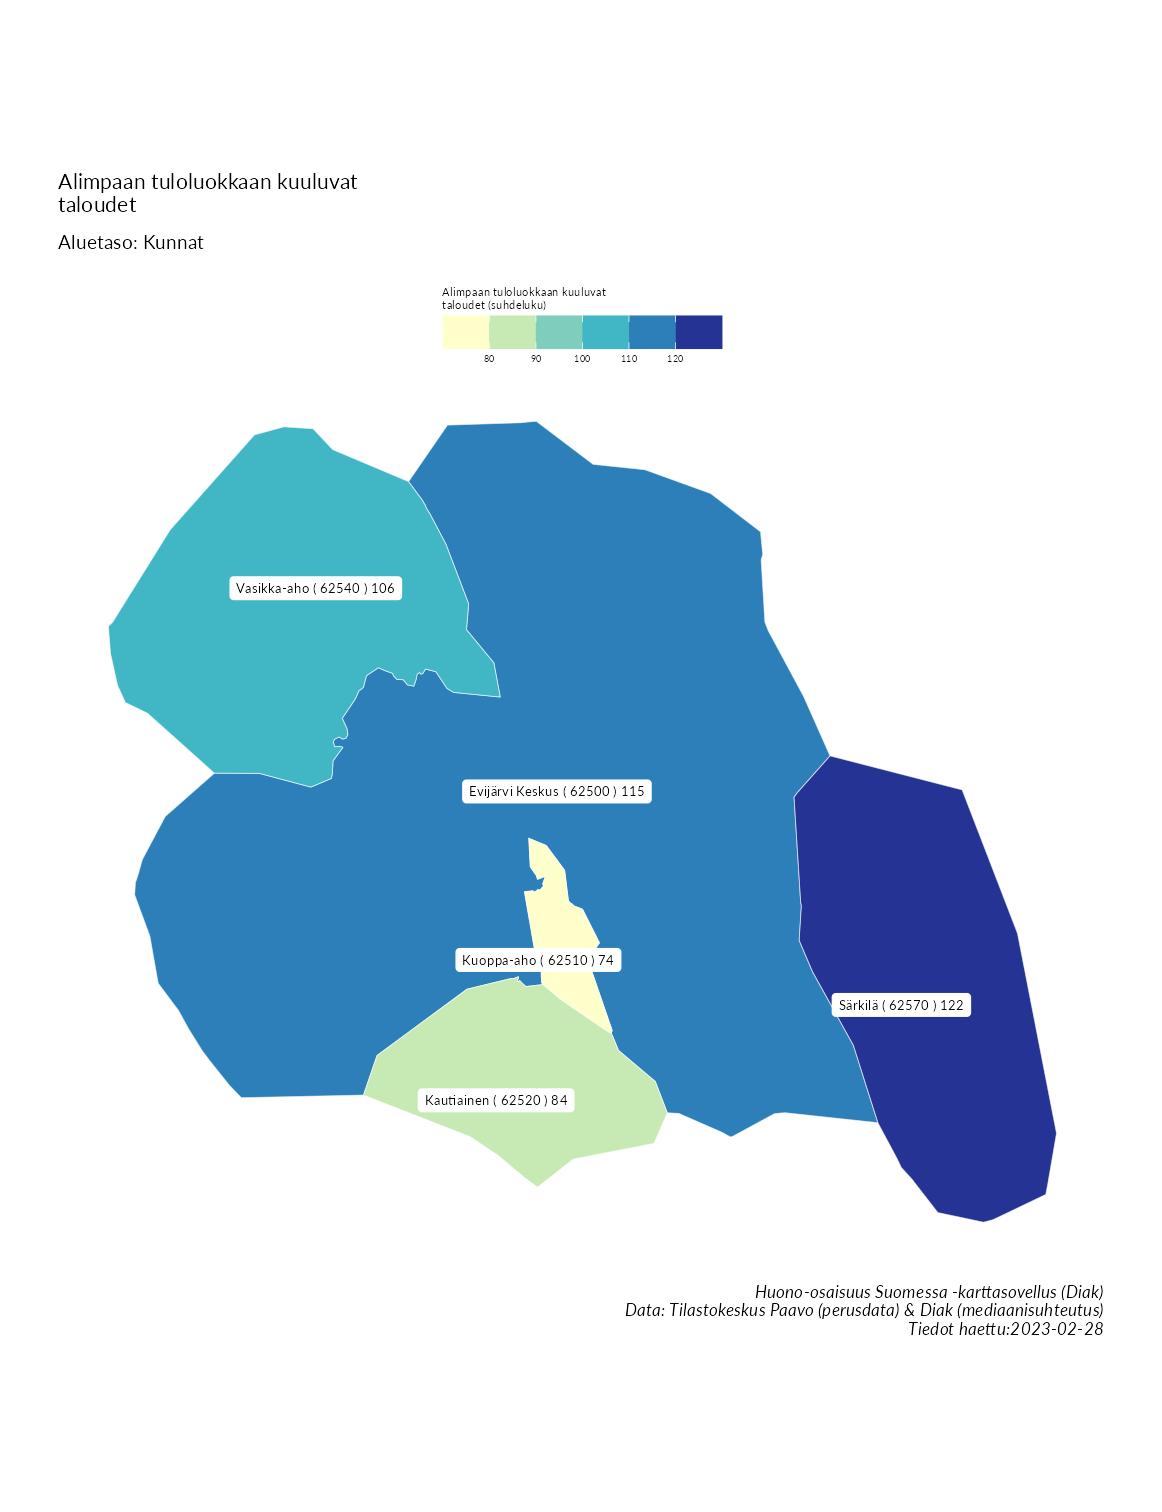 Alimpaan tuloluokkaan kuuluvat
taloudet
Aluetaso: Kunnat
Alimpaan tuloluokkaan kuuluvat
taloudet (suhdeluku)
80 90 100 110 120
Vasikka-aho ( 62540 ) 106
Evijärvi Keskus ( 62500 ) 115
Kuoppa-aho ( 62510 ) 74
Särkilä ( 62570 ) 122
Kautiainen ( 62520 ) 84
Huono-osaisuus Suomessa -karttasovellus (Diak)
Data: Tilastokeskus Paavo (perusdata) & Diak (mediaanisuhteutus)
Tiedot haettu:2023-02-28